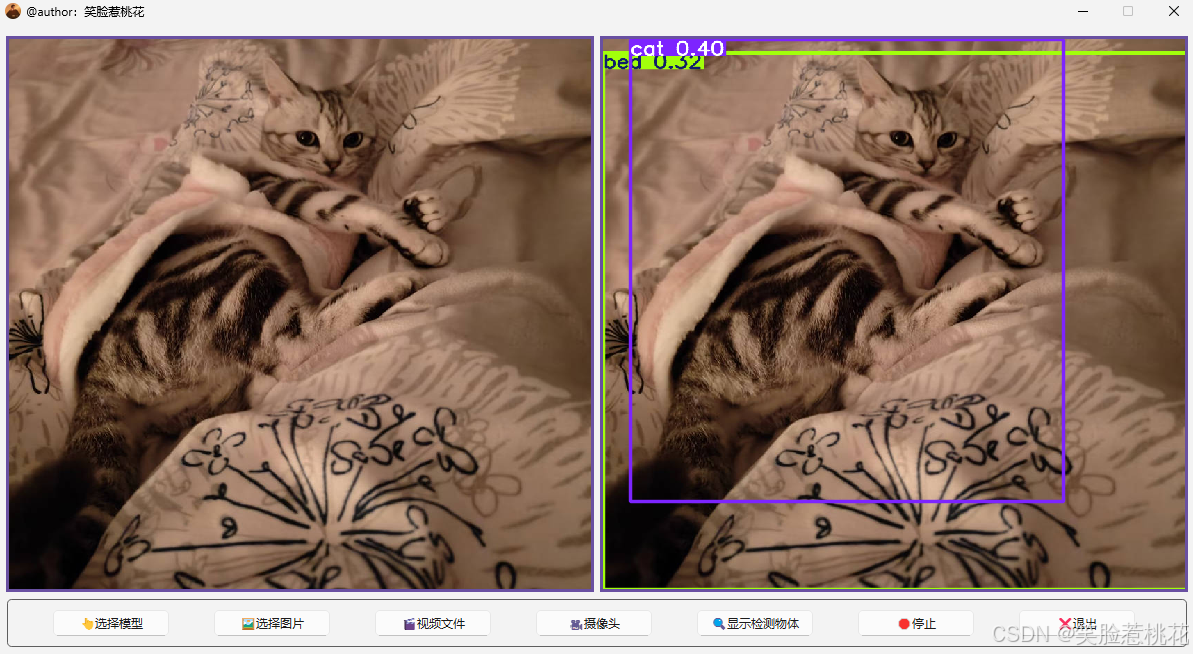 @author：笑脸惹桃花
cat 0.40
bed 0.32
选择模型
选择图片
视频文件
摄像头
显示检测物体
停止
退出
CSDN @笑脸惹桃花